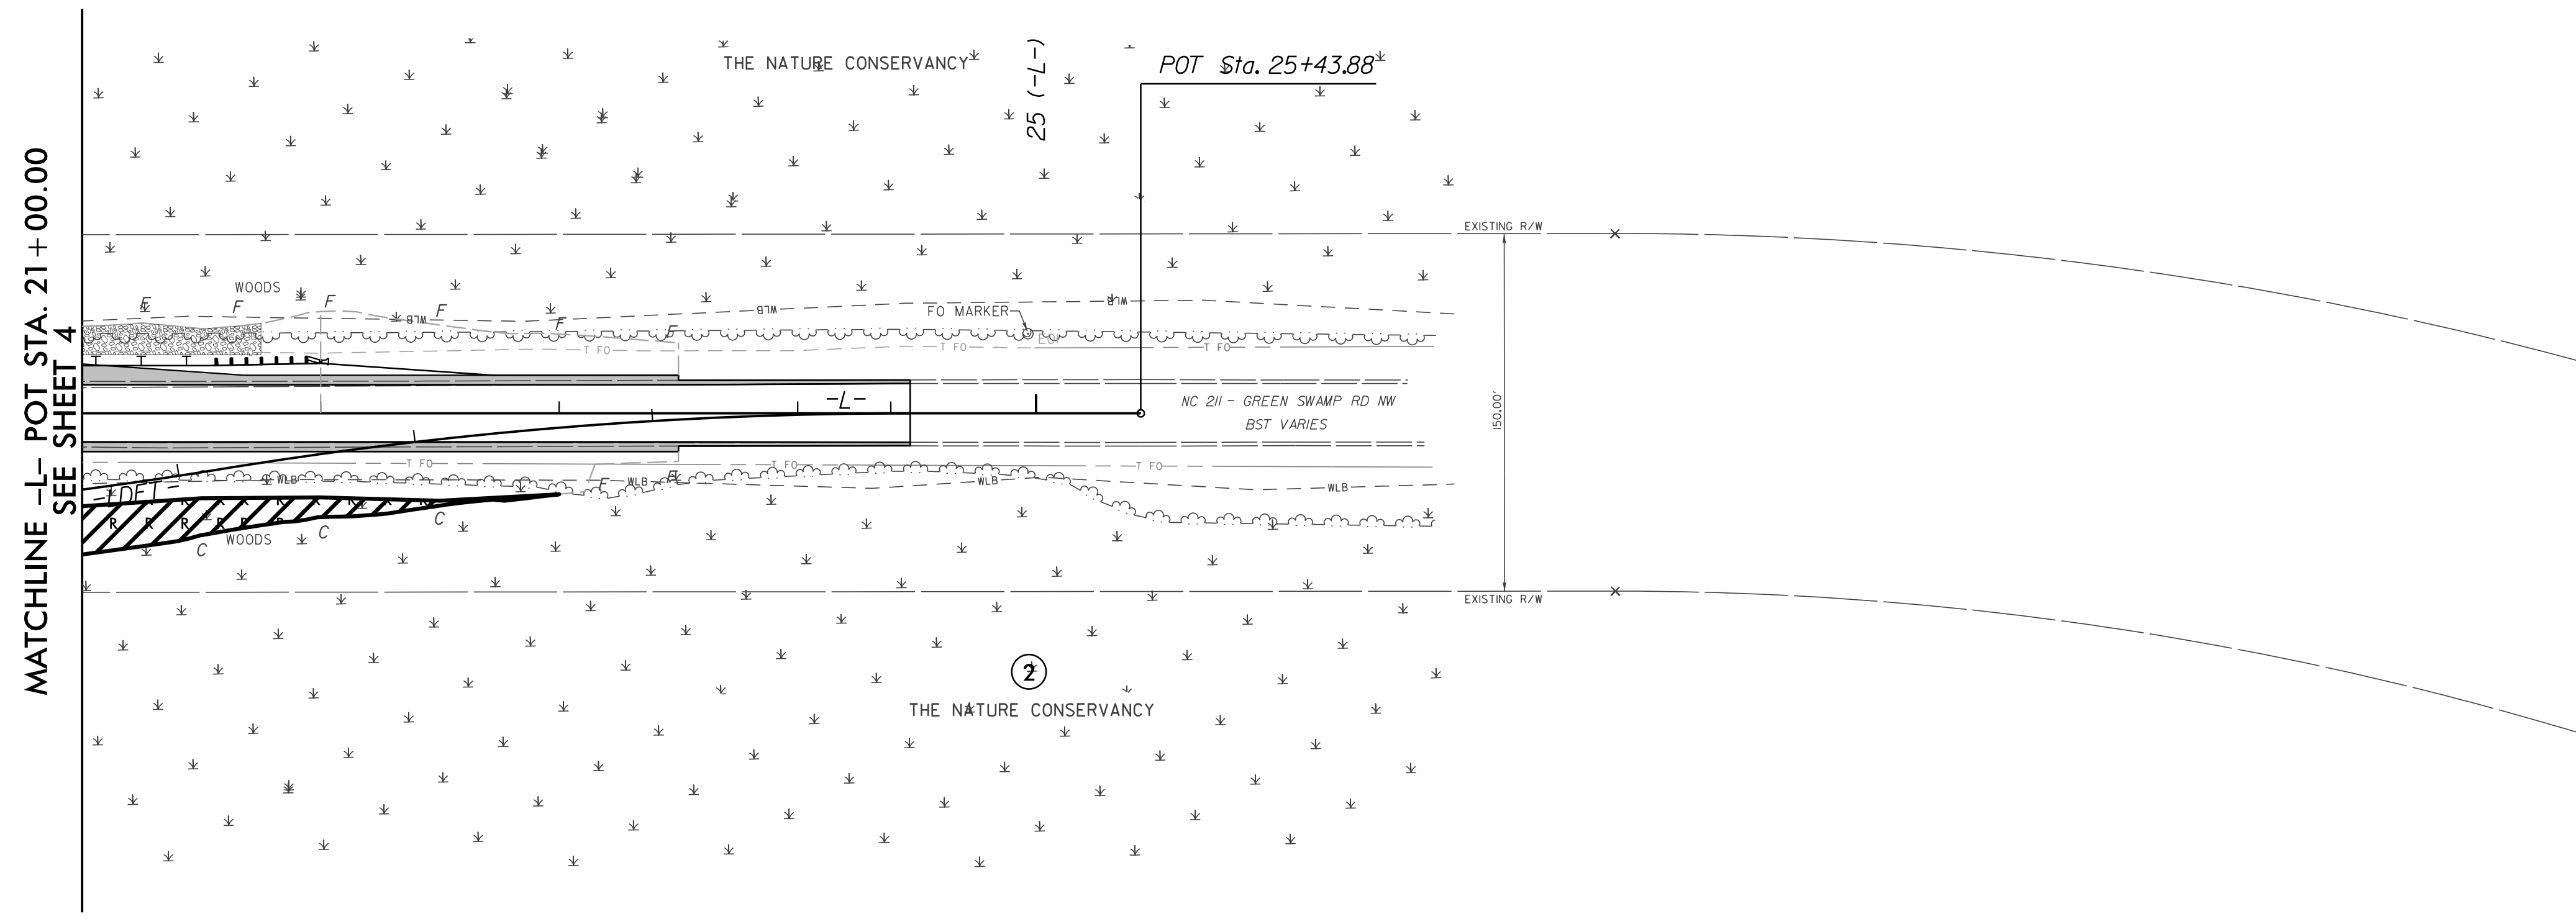 MATCHLINE -L- POT STA. 21+00.00
SEE SHEET 4
THE NATURE CONSERVANCY
25 (-L-)
POT Sta. 25+43.88
EXISTING R/W
WOODS
F F F F F F
WLB WLB WLB
FO MARKER
T FO T FO T FO
-L-
NC 211 - GREEN SWAMP RD NW
BST VARIES
150.00'
T FO T FO T FO
-LDET-
WLB WLB WLB WLB
F F
R R R R R R R R
R R R R R R
C C C
WOODS
EXISTING R/W
2
THE NATURE CONSERVANCY